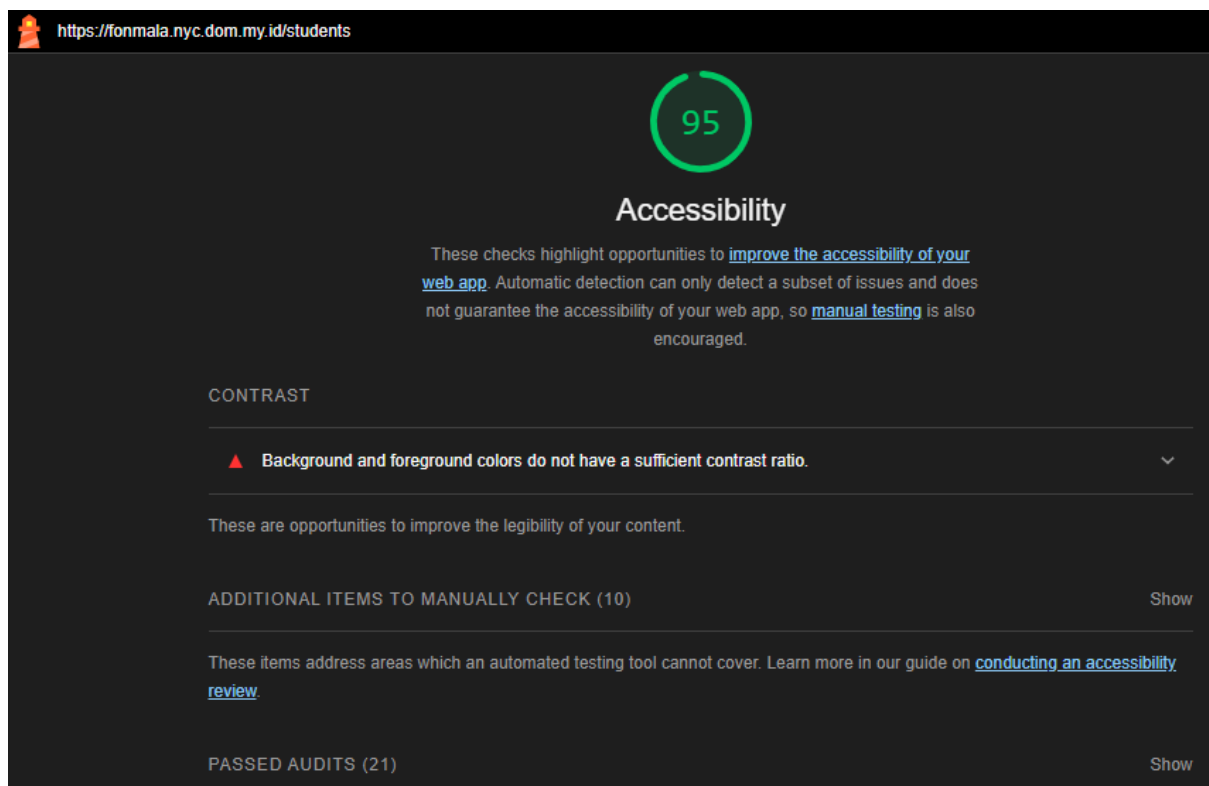 https://fonmala.nyc.dom.my.id/students
95
Accessibility
These checks highlight opportunities to improve the accessibility of your
web app. Automatic detection can only detect a subset of issues and does
not guarantee the accessibility of your web app, so manual testing is also
encouraged.
CONTRAST
Background and foreground colors do not have a sufficient contrast ratio.
These are opportunities to improve the legibility of your content.
ADDITIONAL ITEMS TO MANUALLY CHECK (10) Show
These items address areas which an automated testing tool cannot cover. Learn more in our guide on conducting an accessibility
review.
PASSED AUDITS (21) Show